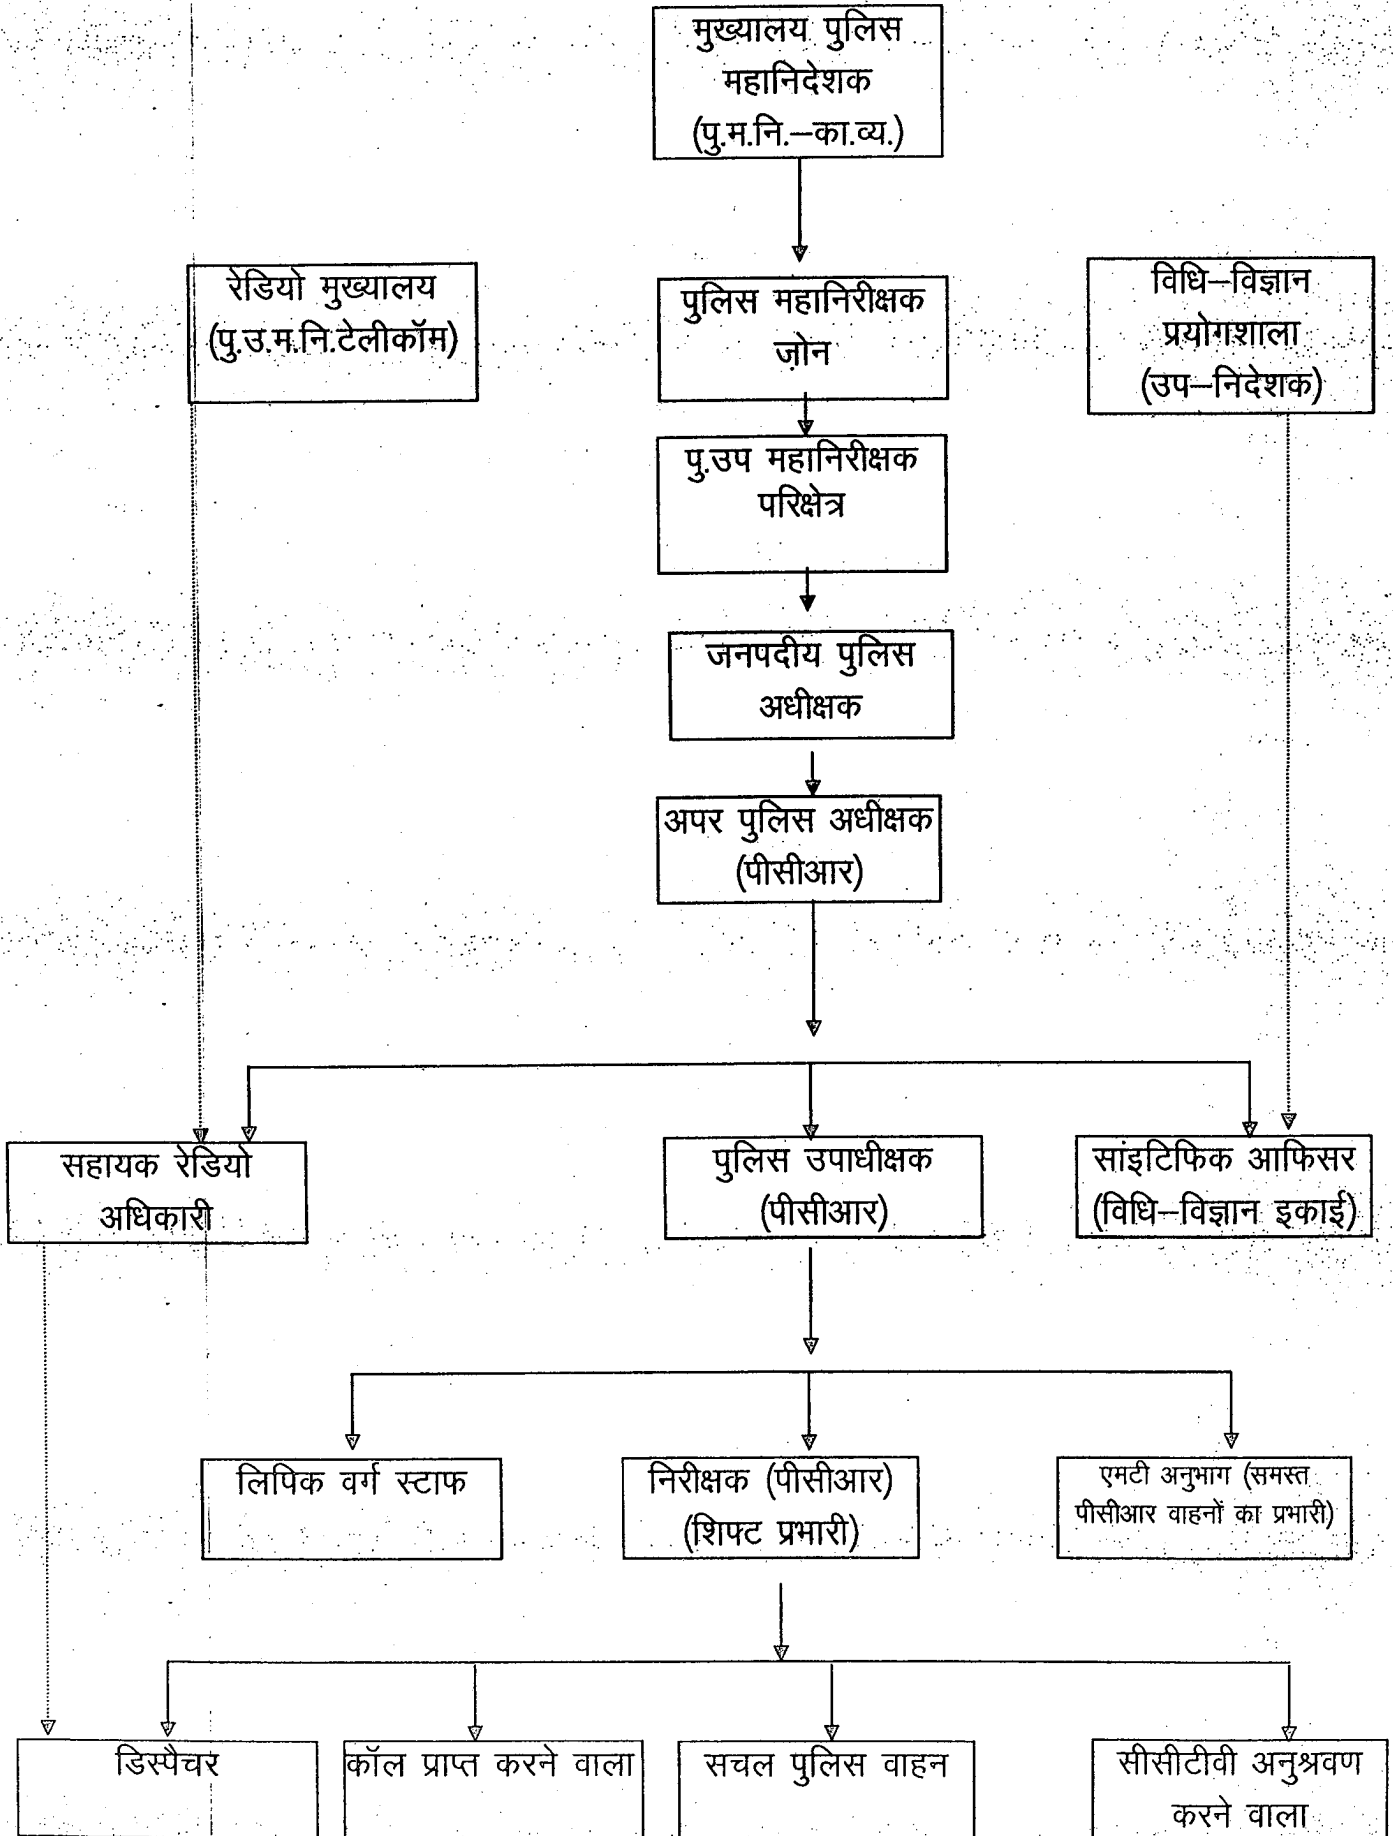 मुख्यालय पुलिस
महानिदेशक
(पु.म.नि.–का.व्य.)
रेडियो मुख्यालय
(पु.उ.म.नि.टेलीकॉम)
पुलिस महानिरीक्षक
ज़ोन
विधि–विज्ञान
प्रयोगशाला
(उप–निदेशक)
पु.उप महानिरीक्षक
परिक्षेत्र
जनपदीय पुलिस
अधीक्षक
अपर पुलिस अधीक्षक
(पीसीआर)
सहायक रेडियो
अधिकारी
पुलिस उपाधीक्षक
(पीसीआर)
सांइटिफिक आफिसर
(विधि–विज्ञान इकाई)
लिपिक वर्ग स्टाफ
निरीक्षक (पीसीआर)
(शिफ्ट प्रभारी)
एमटी अनुभाग (समस्त
पीसीआर वाहनों का प्रभारी)
डिस्पैचर
कॉल प्राप्त करने वाला
सचल पुलिस वाहन
सीसीटीवी अनुश्रवण
करने वाला